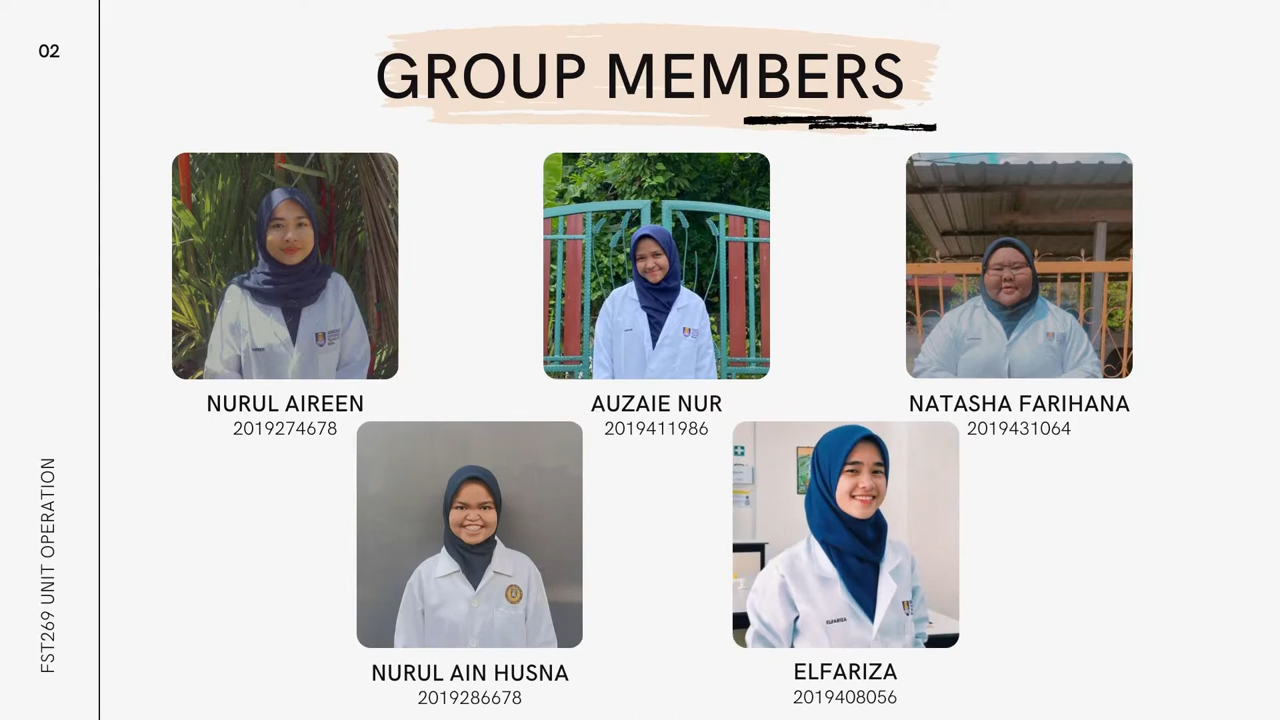 02
GROUP MEMBERS
NURUL AIREEN
2019274678
AUZAIE NUR
2019411986
NATASHA FARIHANA
2019431064
NURUL AIN HUSNA
2019286678
ELFARIZA
ELFARIZA
2019408056
FST269 UNIT OPERATION